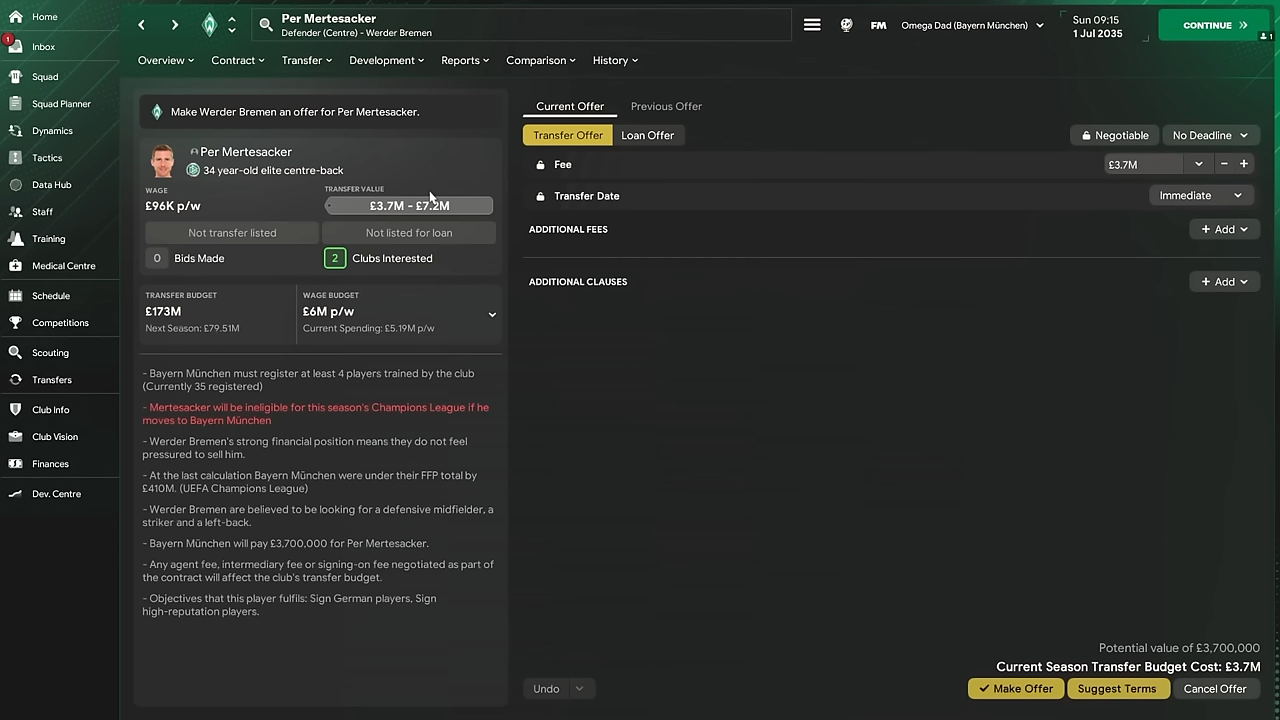 Home
1
Inbox
Squad
Squad Planner
Dynamics
Tactics
Data Hub
Staff
Training
Medical Centre
Schedule
Competitions
Scouting
Transfers
Club Info
Club Vision
Finances
Dev. Centre
Per Mertesacker
Defender (Centre) - Werder Bremen
FM
Omega Dad (Bayern München)
Sun 09:15
1 Jul 2035
CONTINUE
1
Overview
Contract
Transfer
Development
Reports
Comparison
History
Make Werder Bremen an offer for Per Mertesacker.
Per Mertesacker
34 year-old elite centre-back
WAGE
£96K p/w
TRANSFER VALUE
£3.7M - £7.2M
Not transfer listed
Not listed for loan
0 Bids Made
2 Clubs Interested
TRANSFER BUDGET
£173M
Next Season: £79.51M
WAGE BUDGET
£6M p/w
Current Spending: £5.19M p/w
- Bayern München must register at least 4 players trained by the club
(Currently 35 registered)
- Mertesacker will be ineligible for this season's Champions League if he
moves to Bayern München
- Werder Bremen's strong financial position means they do not feel
pressured to sell him.
- At the last calculation Bayern München were under their FFP total by
£410M. (UEFA Champions League)
- Werder Bremen are believed to be looking for a defensive midfielder, a
striker and a left-back.
- Bayern München will pay £3,700,000 for Per Mertesacker.
- Any agent fee, intermediary fee or signing-on fee negotiated as part of
the contract will affect the club's transfer budget.
- Objectives that this player fulfils: Sign German players, Sign
high-reputation players.
Current Offer
Previous Offer
Transfer Offer
Loan Offer
Negotiable
No Deadline
Fee
£3.7M
Transfer Date
Immediate
ADDITIONAL FEES
+ Add
ADDITIONAL CLAUSES
+ Add
Potential value of £3,700,000
Current Season Transfer Budget Cost: £3.7M
Undo
Make Offer
Suggest Terms
Cancel Offer